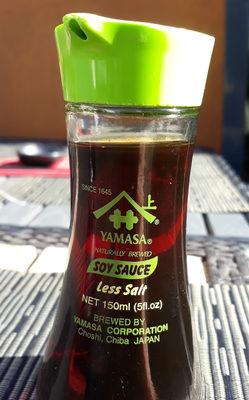 SINCE 1645
上
YAMASA®
NATURALLY BREWED
SOY SAUCE
Less Salt
NET 150ml (5fl.oz)
BREWED BY
YAMASA CORPORATION
Choshi, Chiba JAPAN